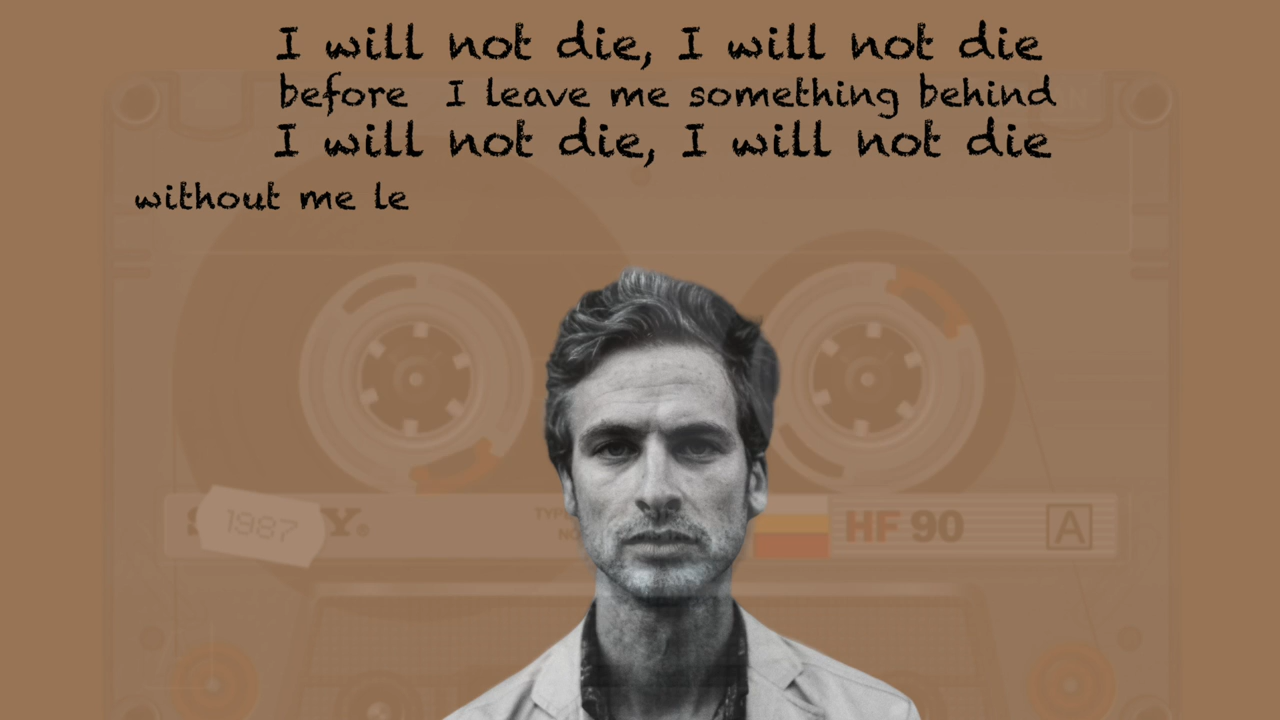 I will not die, I will not die
before I leave me something behind
I will not die, I will not die
without me le
1987
HF 90
A